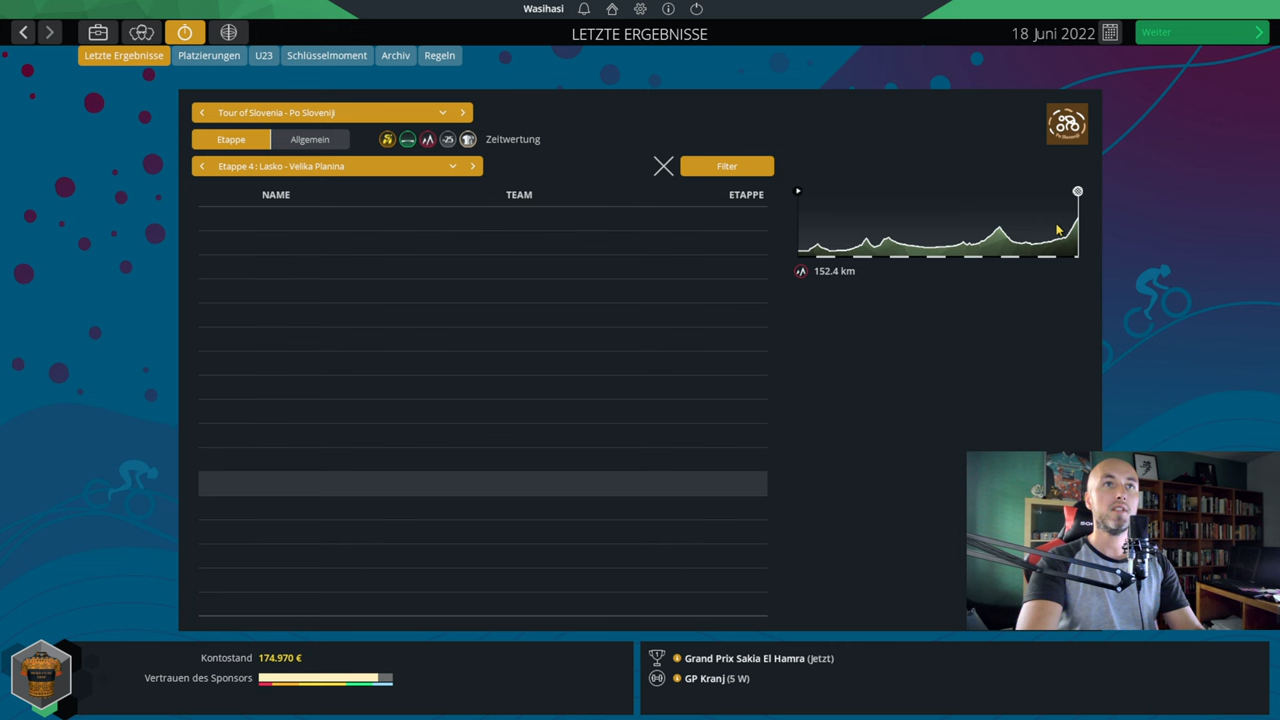 Wasihasi
LETZTE ERGEBNISSE
18 Juni 2022
Weiter
Letzte Ergebnisse
Platzierungen
U23
Schlüsselmoment
Archiv
Regeln
Tour of Slovenia - Po Sloveniji
Etappe
Allgemein
-25
Zeitwertung
Etappe 4 : Lasko - Velika Planina
Filter
NAME
TEAM
ETAPPE
152.4 km
Kontostand
174.970 €
Vertrauen des Sponsors
Grand Prix Sakia El Hamra (Jetzt)
GP Kranj (5 W)